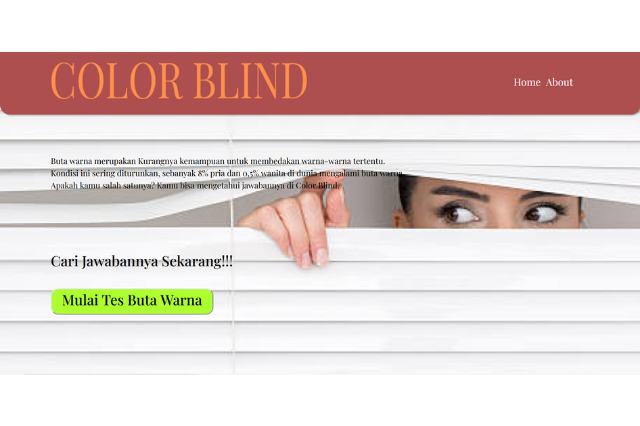 COLOR BLIND
Home About
Buta warna merupakan Kurangnya kemampuan untuk membedakan warna-warna tertentu.
Kondisi ini sering diturunkan, sebanyak 8% pria dan 0,5% wanita di dunia mengalami buta warna.
Apakah kamu salah satunya? Kamu bisa mengetahui jawabannya di Color Blind.
Cari Jawabannya Sekarang!!!
Mulai Tes Buta Warna